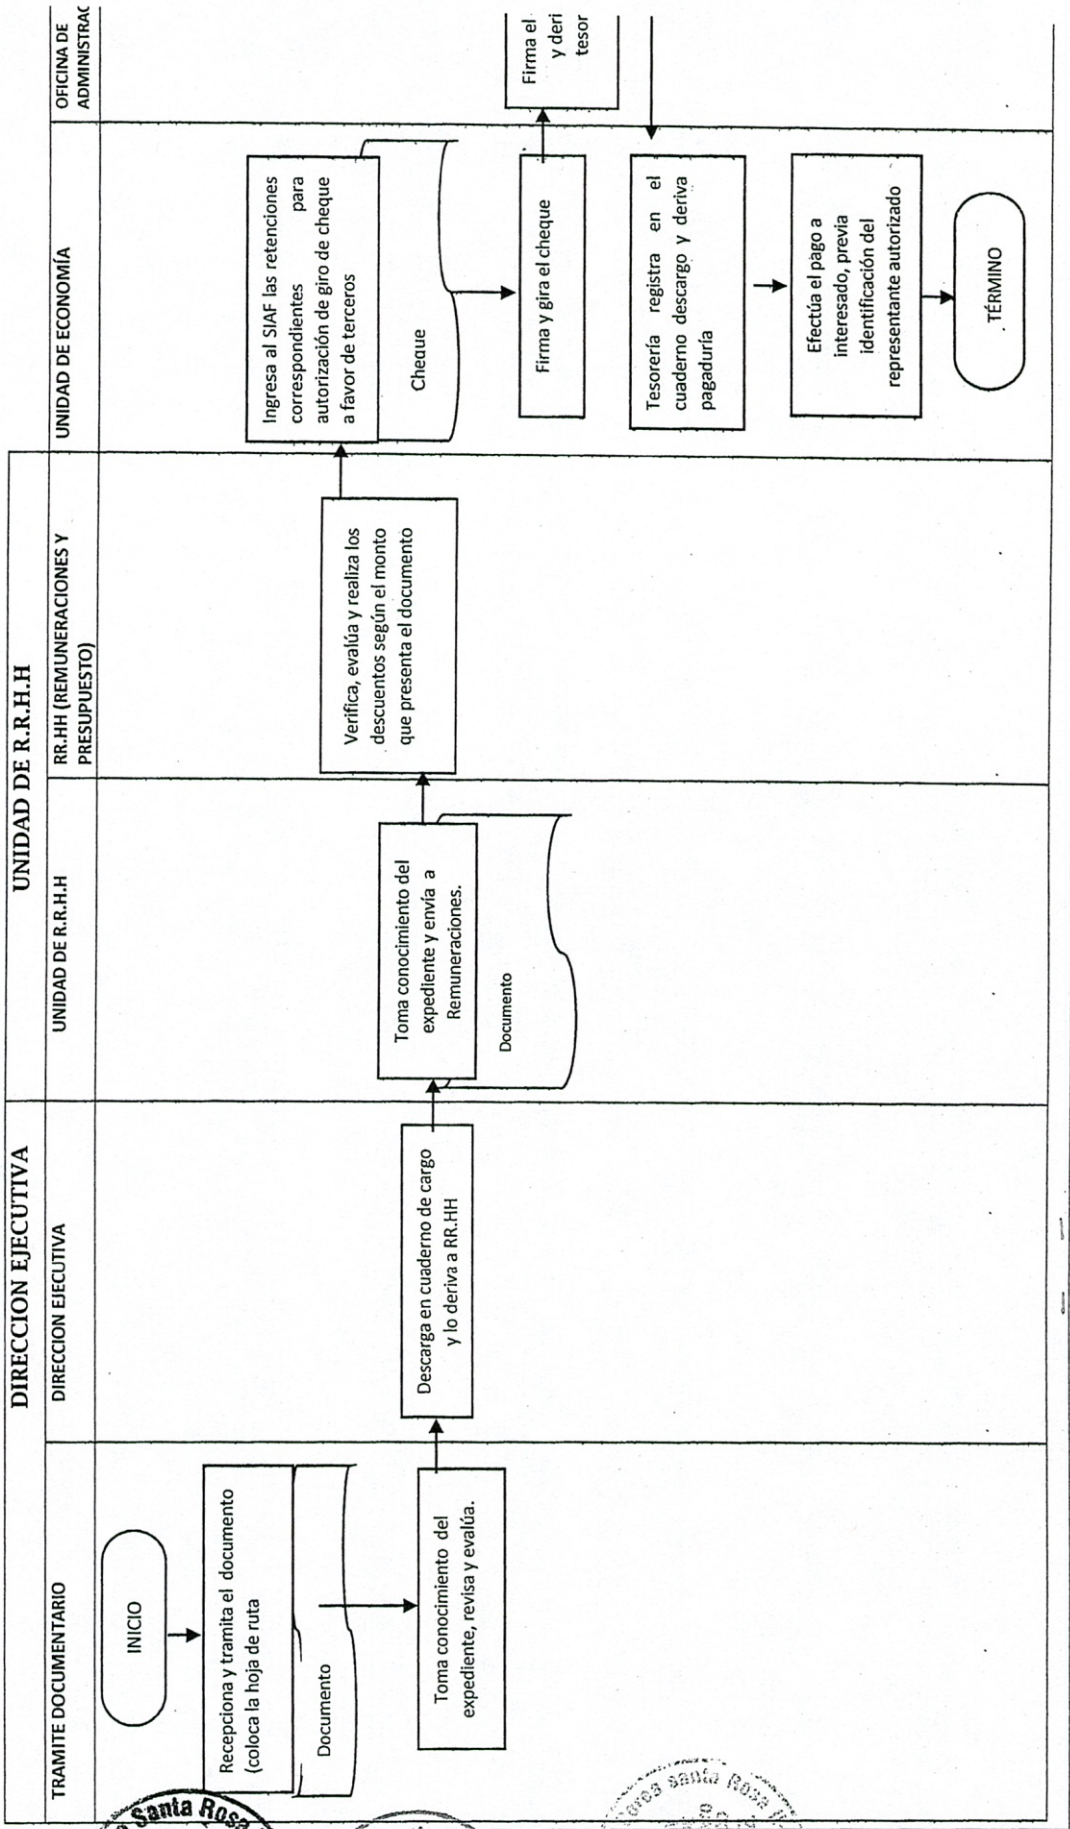 DIRECCION EJECUTIVA
UNIDAD DE R.R.H.H
TRAMITE DOCUMENTARIO
DIRECCION EJECUTIVA
UNIDAD DE R.R.H.H
RR.HH (REMUNERACIONES Y
PRESUPUESTO)
UNIDAD DE ECONOMÍA
OFICINA DE
ADMINISTRAC
INICIO
Recepciona y tramita el documento
(coloca la hoja de ruta
Documento
Toma conocimiento del
expediente, revisa y evalúa.
Descarga en cuaderno de cargo
y lo deriva a RR.HH
Toma conocimiento del
expediente y envía a
Remuneraciones.
Documento
Verifica, evalúa y realiza los
descuentos según el monto
que presenta el documento
Ingresa al SIAF las retenciones
correspondientes para
autorización de giro de cheque
a favor de terceros
Cheque
Firma y gira el cheque
Firma el
y deri
tesor
Tesorería registra en el
cuaderno descargo y deriva
pagaduría
Efectúa el pago a
interesado, previa
identificación del
representante autorizado
TÉRMINO
Santa Rosa
santa Rosa